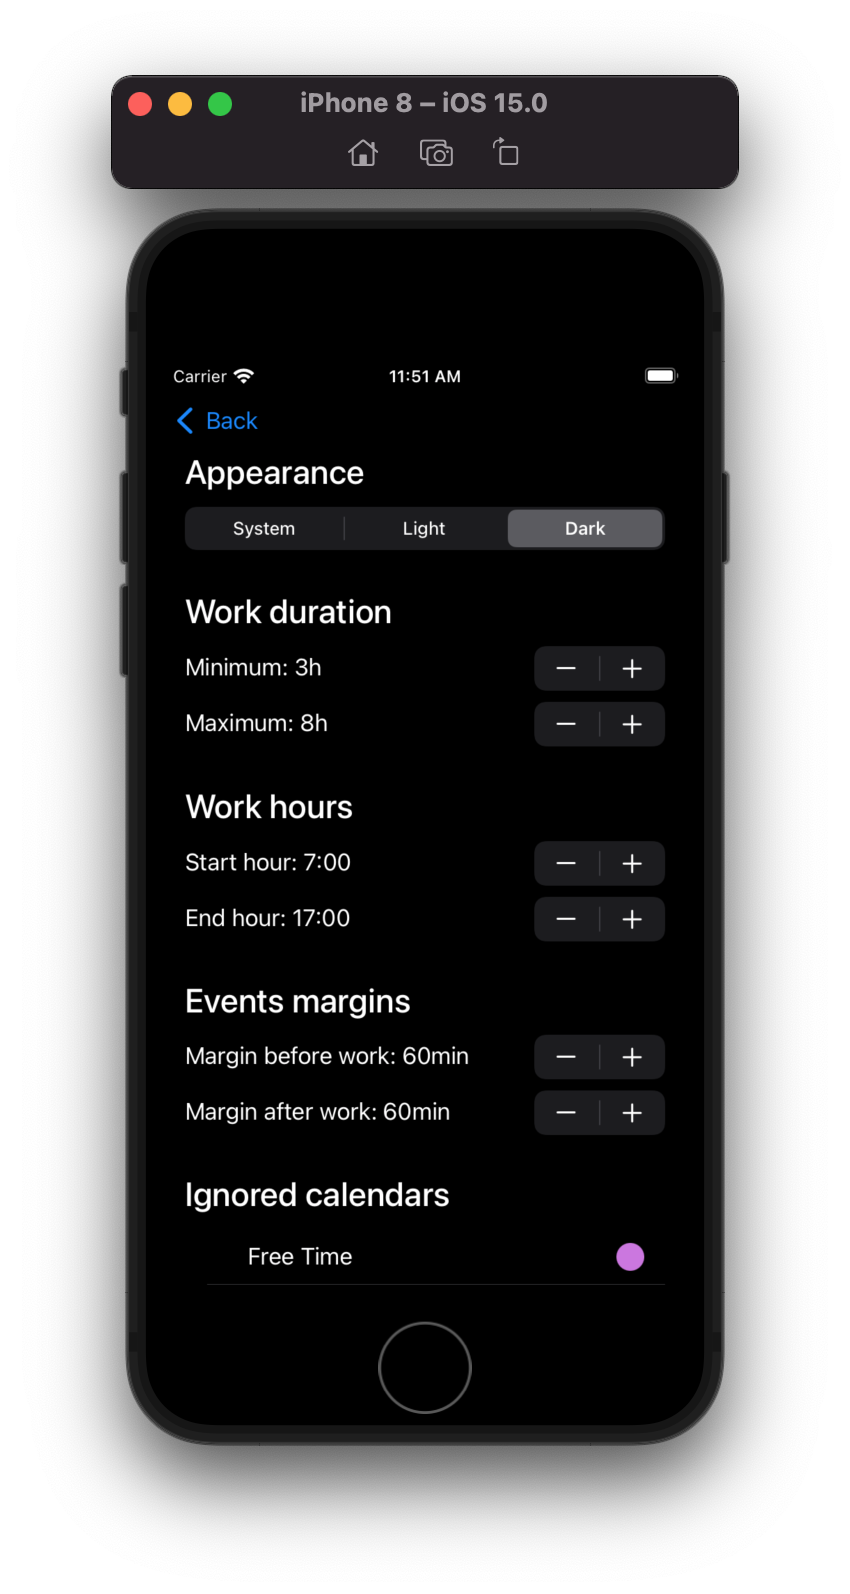 iPhone 8 – iOS 15.0
Carrier 11:51 AM
Back
Appearance
System Light Dark
Work duration
Minimum: 3h
Maximum: 8h
Work hours
Start hour: 7:00
End hour: 17:00
Events margins
Margin before work: 60min
Margin after work: 60min
Ignored calendars
Free Time